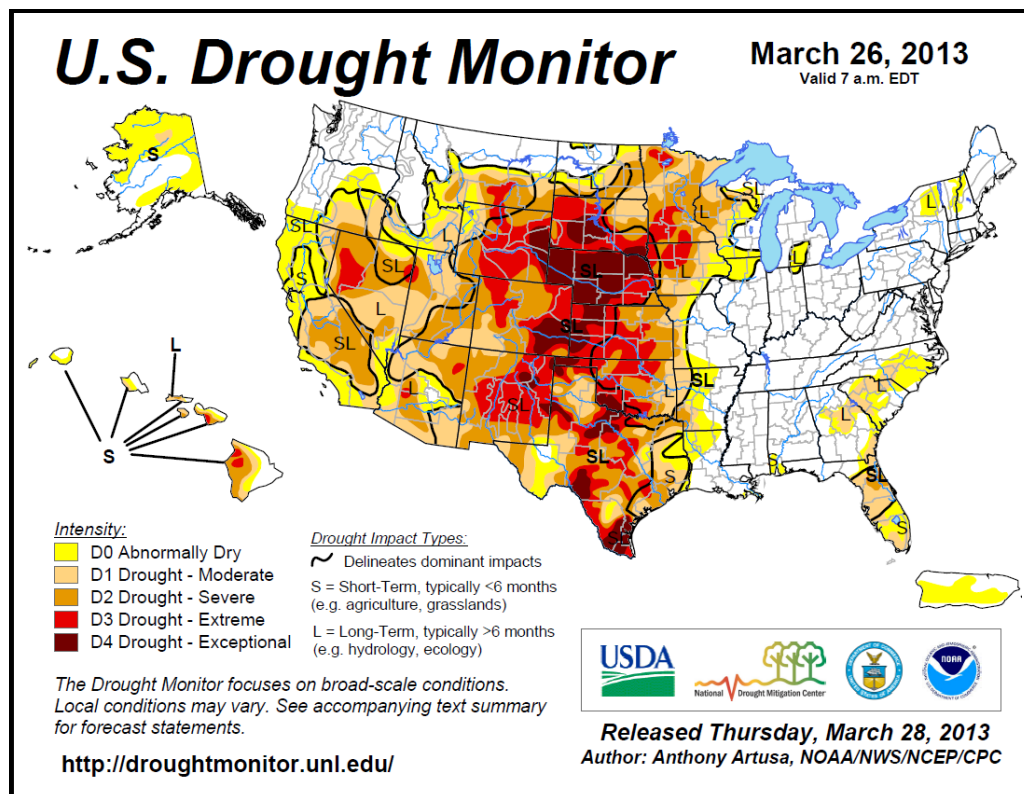 U.S. Drought Monitor
March 26, 2013
Valid 7 a.m. EDT
S
SL
S
SL
L
SL
L
L
L
SL
L
L
SL
L
SL
SL
SL
L
SL
L
L
SL
S
S
SL
S
L
S
Intensity:
D0 Abnormally Dry
D1 Drought - Moderate
D2 Drought - Severe
D3 Drought - Extreme
D4 Drought - Exceptional
Drought Impact Types:
Delineates dominant impacts
S = Short-Term, typically <6 months
(e.g. agriculture, grasslands)
L = Long-Term, typically >6 months
(e.g. hydrology, ecology)
The Drought Monitor focuses on broad-scale conditions.
Local conditions may vary. See accompanying text summary
for forecast statements.
http://droughtmonitor.unl.edu/
USDA
National Drought Mitigation Center
NOAA
Released Thursday, March 28, 2013
Author: Anthony Artusa, NOAA/NWS/NCEP/CPC